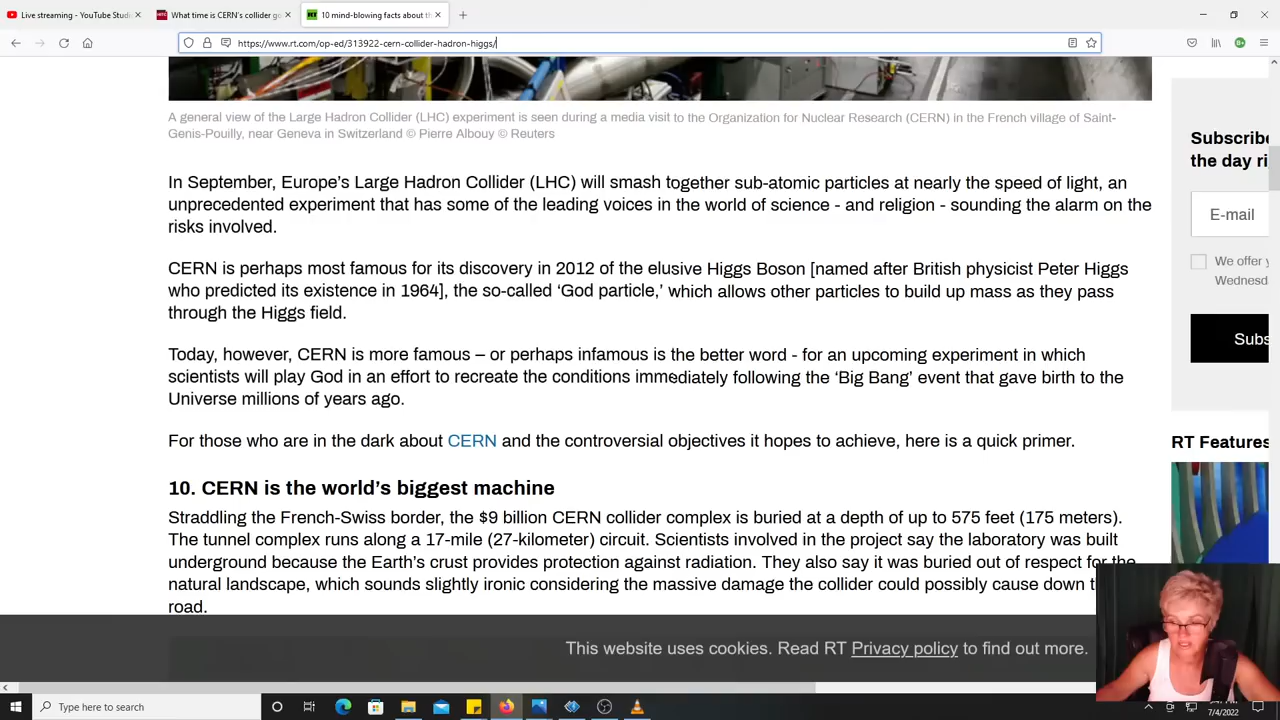 Live streaming - YouTube Studi
What time is CERN's collider go
10 mind-blowing facts about th
https://www.rt.com/op-ed/313922-cern-collider-hadron-higgs/
A general view of the Large Hadron Collider (LHC) experiment is seen during a media visit to the Organization for Nuclear Research (CERN) in the French village of Saint-
Genis-Pouilly, near Geneva in Switzerland © Pierre Albouy © Reuters
In September, Europe's Large Hadron Collider (LHC) will smash together sub-atomic particles at nearly the speed of light, an
unprecedented experiment that has some of the leading voices in the world of science - and religion - sounding the alarm on the
risks involved.
CERN is perhaps most famous for its discovery in 2012 of the elusive Higgs Boson [named after British physicist Peter Higgs
who predicted its existence in 1964], the so-called 'God particle,' which allows other particles to build up mass as they pass
through the Higgs field.
Today, however, CERN is more famous – or perhaps infamous is the better word - for an upcoming experiment in which
scientists will play God in an effort to recreate the conditions immediately following the 'Big Bang' event that gave birth to the
Universe millions of years ago.
For those who are in the dark about CERN and the controversial objectives it hopes to achieve, here is a quick primer.
10. CERN is the world's biggest machine
Straddling the French-Swiss border, the $9 billion CERN collider complex is buried at a depth of up to 575 feet (175 meters).
The tunnel complex runs along a 17-mile (27-kilometer) circuit. Scientists involved in the project say the laboratory was built
underground because the Earth's crust provides protection against radiation. They also say it was buried out of respect for the
natural landscape, which sounds slightly ironic considering the massive damage the collider could possibly cause down t
road.
Subscribe
the day ri
E-mail
We offer y
Wednesd
Subs
RT Features
This website uses cookies. Read RT Privacy policy to find out more.
Type here to search
7/4/2022